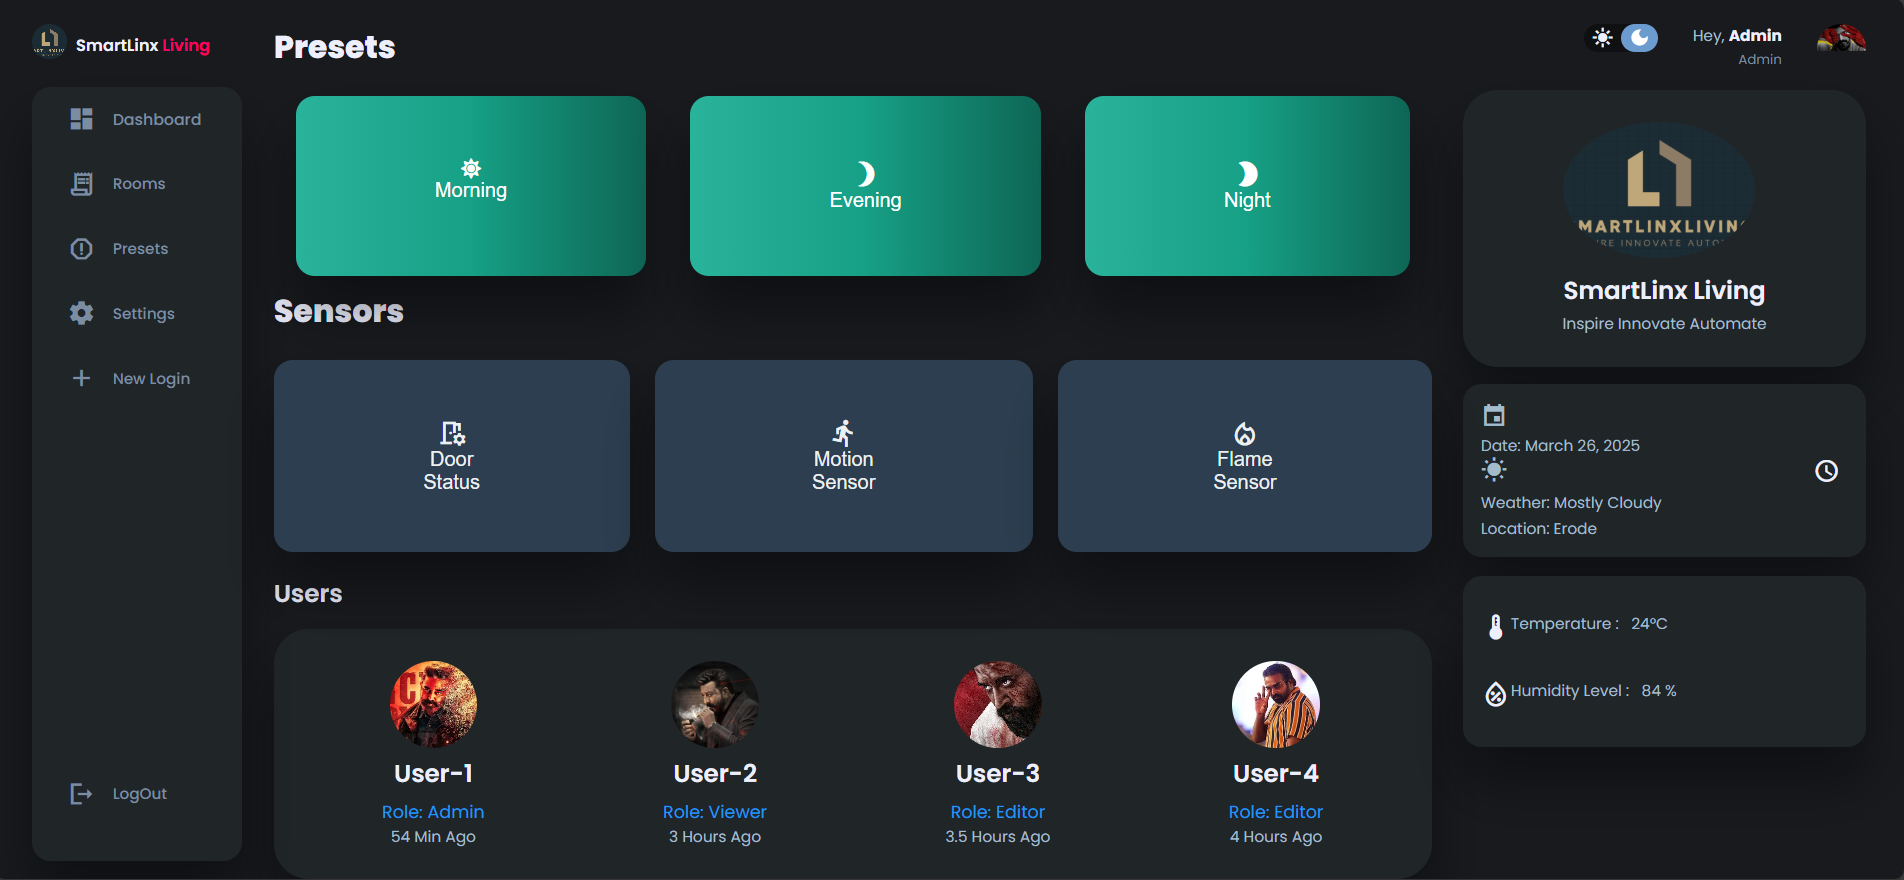 SmartLinx Living
Dashboard
Rooms
Presets
Settings
New Login
LogOut
Presets
Morning
Evening
Night
Sensors
Door
Status
Motion
Sensor
Flame
Sensor
Users
User-1
Role: Admin
54 Min Ago
User-2
Role: Viewer
3 Hours Ago
User-3
Role: Editor
3.5 Hours Ago
User-4
Role: Editor
4 Hours Ago
Hey, Admin
Admin
MARTLINXLIVIN
RE INNOVATE AUTO
SmartLinx Living
Inspire Innovate Automate
Date: March 26, 2025
Weather: Mostly Cloudy
Location: Erode
Temperature : 24°C
Humidity Level : 84 %